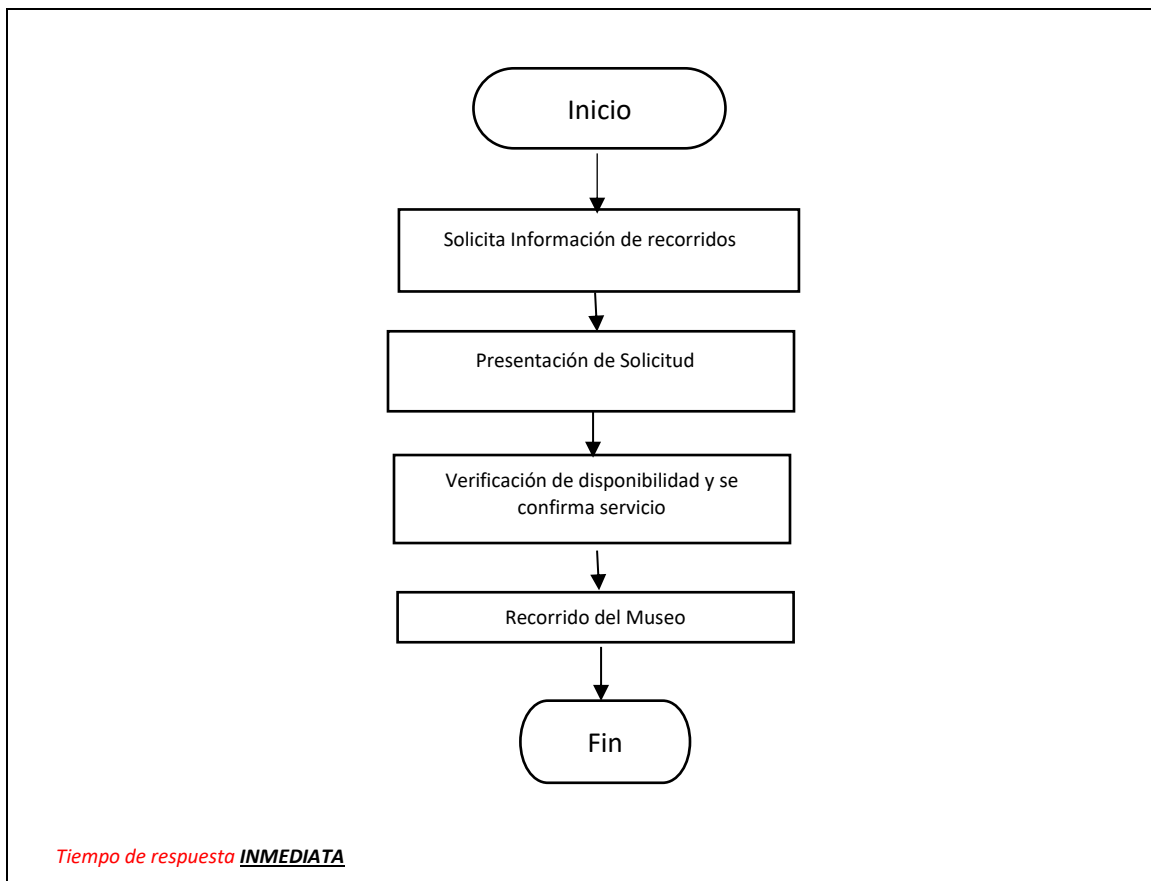 Inicio
Solicita Información de recorridos
Presentación de Solicitud
Verificación de disponibilidad y se
confirma servicio
Recorrido del Museo
Fin
Tiempo de respuesta INMEDIATA